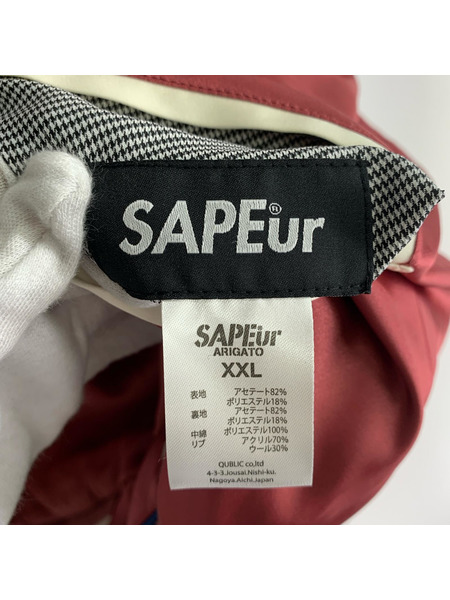 SAPEur®
SAPEur
ARIGATO
XXL
表地 アセテート82%
ポリエステル18%
裏地 アセテート82%
ポリエステル18%
中綿 ポリエステル100%
リブ アクリル70%
ウール30%
QUBLIC co,ltd
4-3-3,Jousai.Nishi-ku.
Nagoya.Aichi.Japan